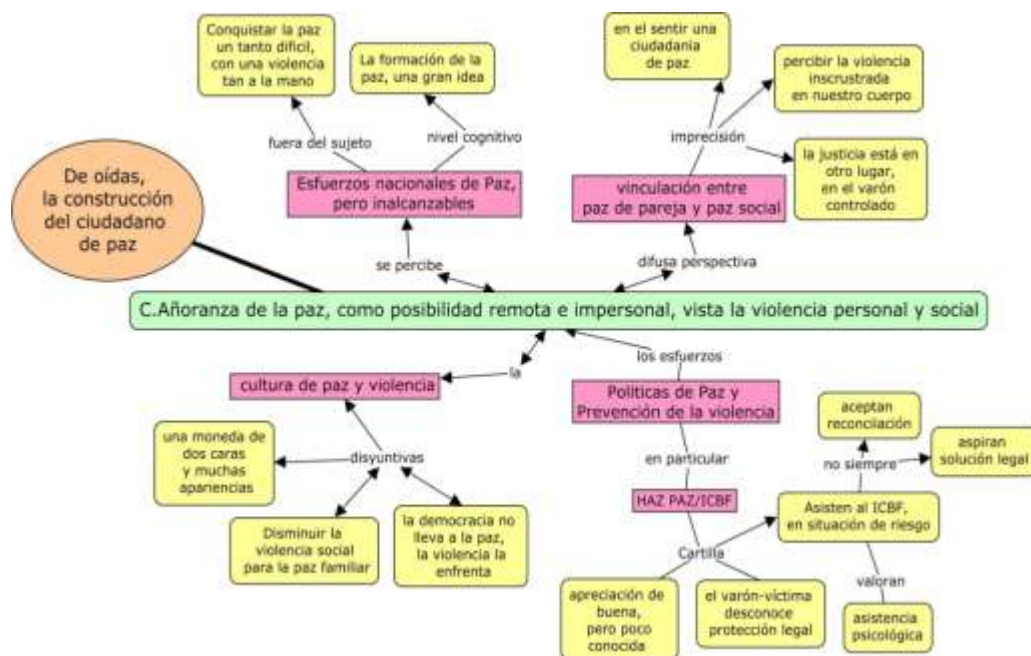 Conquistar la paz
un tanto dificil,
con una violencia
tan a la mano
La formación de la
paz, una gran idea
en el sentir una
ciudadania
de paz
percibir la violencia
inscrustrada
en nuestro cuerpo
fuera del sujeto
nivel cognitivo
imprecisión
la justicia está en
otro lugar,
en el varón
controlado
De oídas,
la construcción
del ciudadano
de paz
Esfuerzos nacionales de Paz,
pero inalcanzables
vinculación entre
paz de pareja y paz social
se percibe
difusa perspectiva
C.Añoranza de la paz, como posibilidad remota e impersonal, vista la violencia personal y social
la
los esfuerzos
cultura de paz y violencia
Politicas de Paz y
Prevención de la violencia
aceptan
reconcilación
una moneda de
dos caras
y muchas
apariencias
disyuntivas
en particular
no siempre
aspiran
solución legal
HAZ PAZ/ICBF
Asisten al ICBF,
en situación de riesgo
Disminuir la
violencia social
para la paz familiar
la democracia no
lleva a la paz,
la violencia la
enfrenta
Cartilla
valoran
apreciación de
buena,
pero poco
conocida
el varón-víctima
desconoce
protección legal
asistencia
psicológica